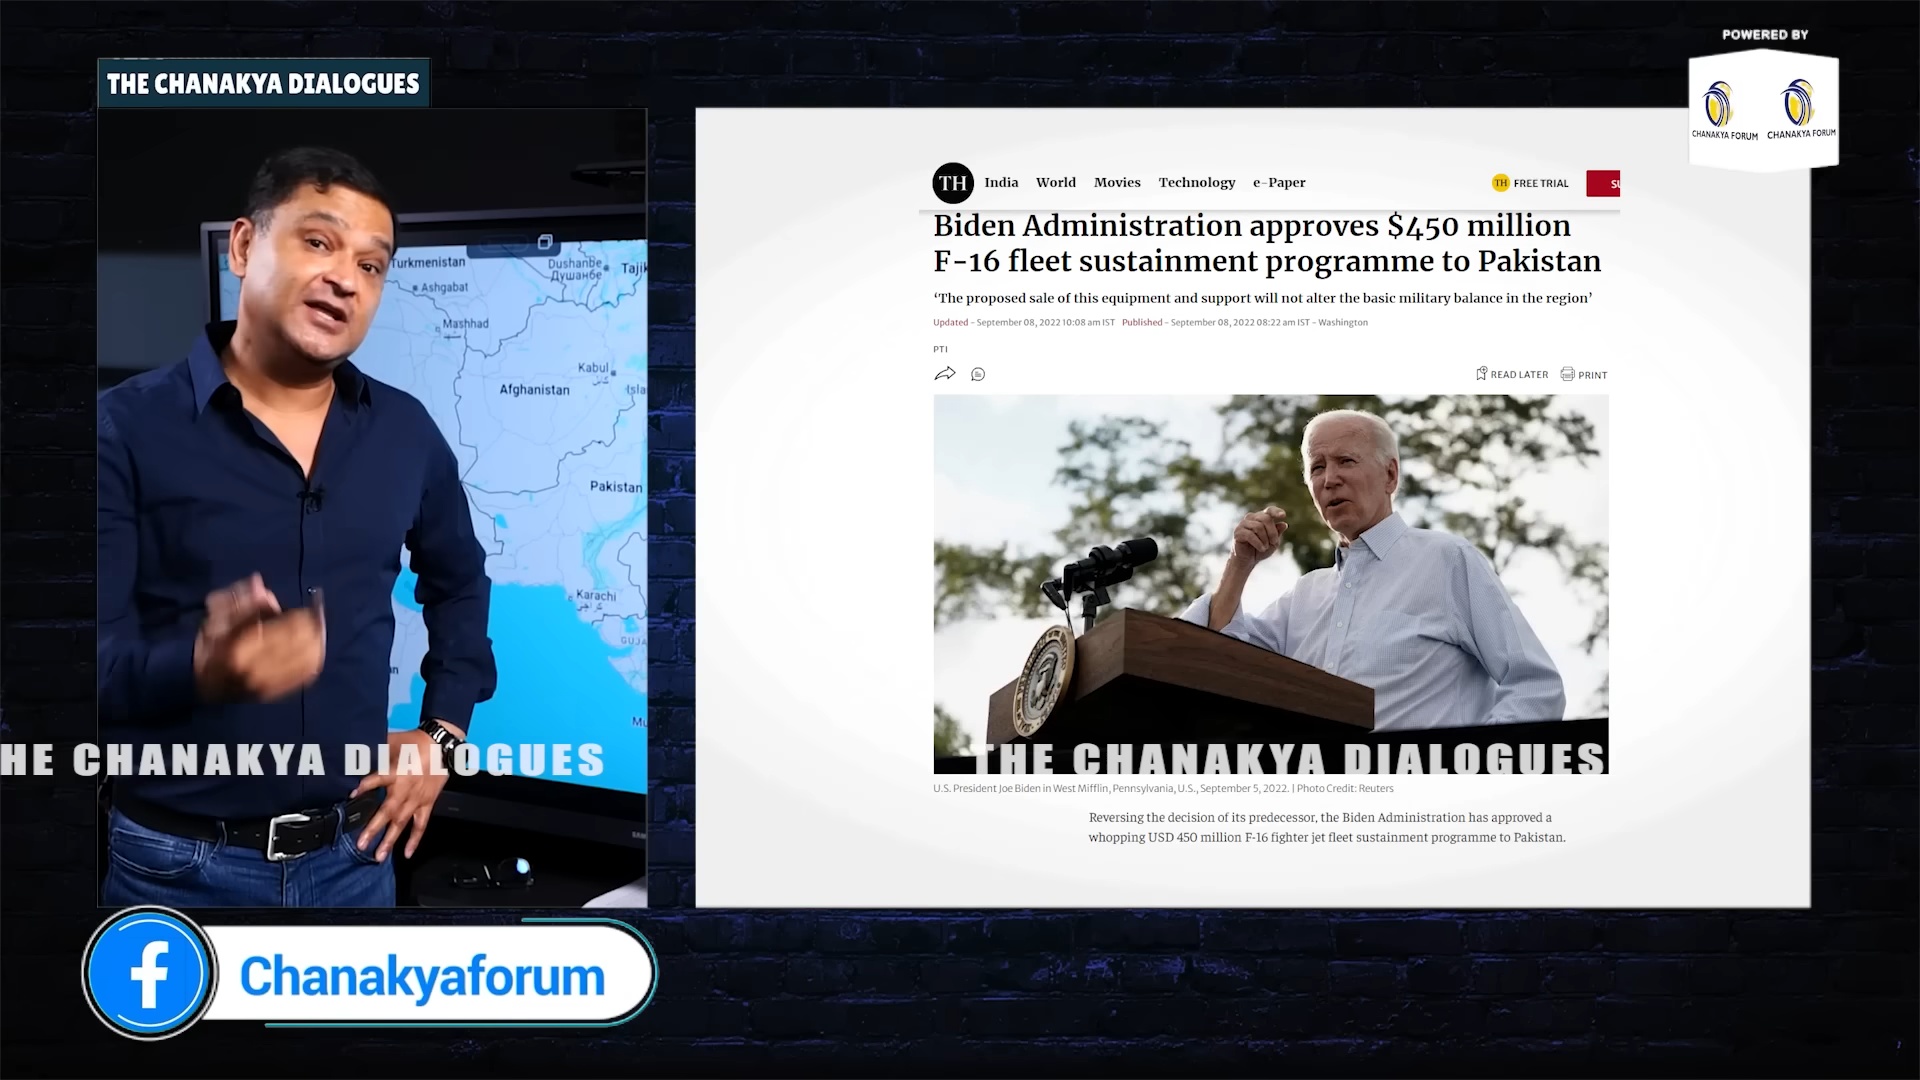 POWERED BY
CHANAKYA FORUM
CHANAKYA FORUM
THE CHANAKYA DIALOGUES
Turkmenistan
Dushanbe
Душанбе
Tajik
Ashgabat
Mashhad
Kabul
Isla
Afghanistan
Pakistan
Karachi
كراچى
GUJA
Mu
HE CHANAKYA DIALOGUES
Chanakyaforum
TH India World Movies Technology e-Paper
TH FREE TRIAL
SU
Biden Administration approves $450 million
F-16 fleet sustainment programme to Pakistan
‘The proposed sale of this equipment and support will not alter the basic military balance in the region’
Updated - September 08, 2022 10:08 am IST Published - September 08, 2022 08:22 am IST - Washington
PTI
READ LATER PRINT
THE CHANAKYA DIALOGUES
U.S. President Joe Biden in West Mifflin, Pennsylvania, U.S., September 5, 2022. | Photo Credit: Reuters
Reversing the decision of its predecessor, the Biden Administration has approved a
whopping USD 450 million F-16 fighter jet fleet sustainment programme to Pakistan.